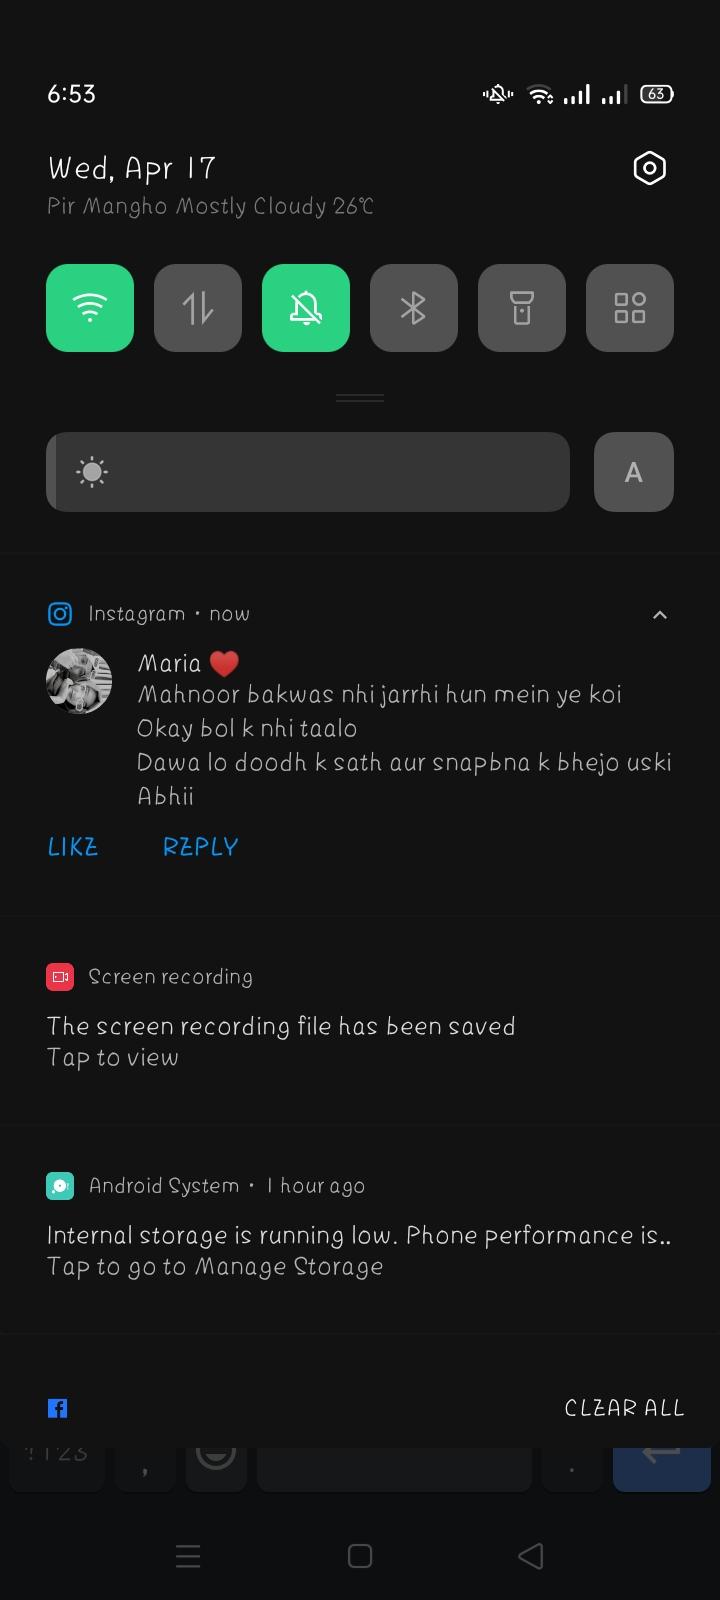 6:53
63
Wed, Apr 17
Pir Mangho Mostly Cloudy 26℃
A
Instagram • now
Maria ❤️
Mahnoor bakwas nhi jarrhi hun mein ye koi
Okay bol k nhi taalo
Dawa lo doodh k sath aur snapbna k bhejo uski
Abhii
LIKE
REPLY
Screen recording
The screen recording file has been saved
Tap to view
Android System • 1 hour ago
Internal storage is running low. Phone performance is..
Tap to go to Manage Storage
CLEAR ALL
?123 , .